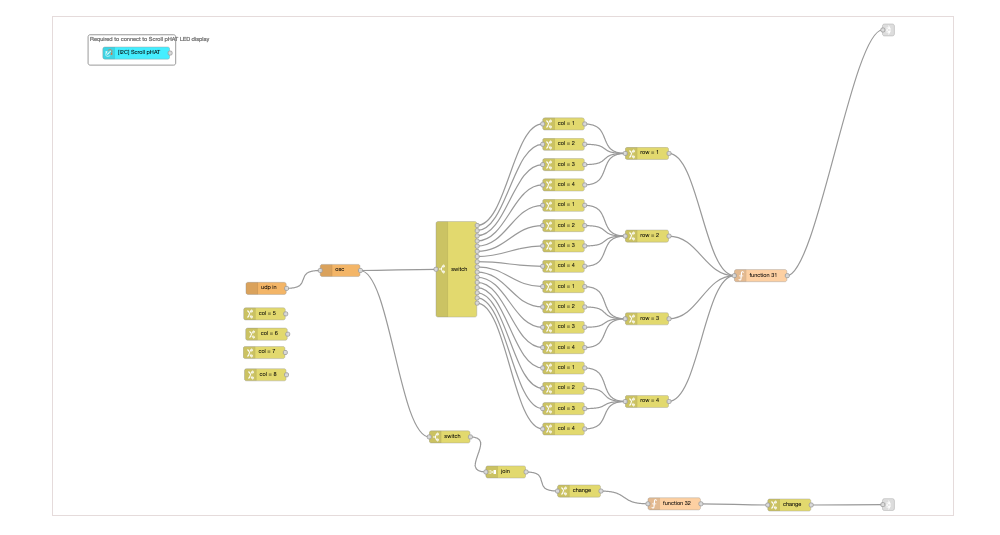 Required to connect to Scroll pHAT LED display
[I2C] Scroll pHAT
col = 1
col = 2
row = 1
col = 3
col = 4
col = 1
col = 2
row = 2
col = 3
col = 4
osc
switch
function 31
udp in
col = 1
col = 2
col = 5
row = 3
col = 3
col = 6
col = 4
col = 7
col = 1
col = 8
col = 2
row = 4
col = 3
col = 4
switch
join
change
function 32
change